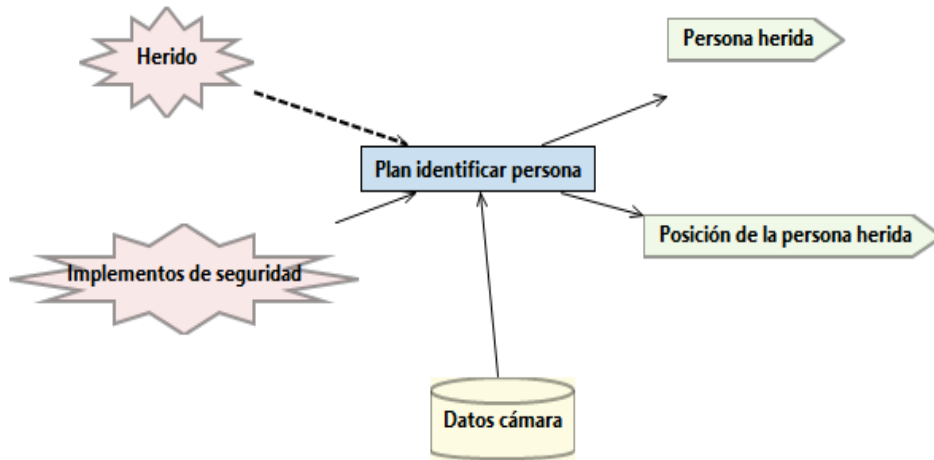 Herido
Persona herida
Plan identificar persona
Implementos de seguridad
Posición de la persona herida
Datos cámara